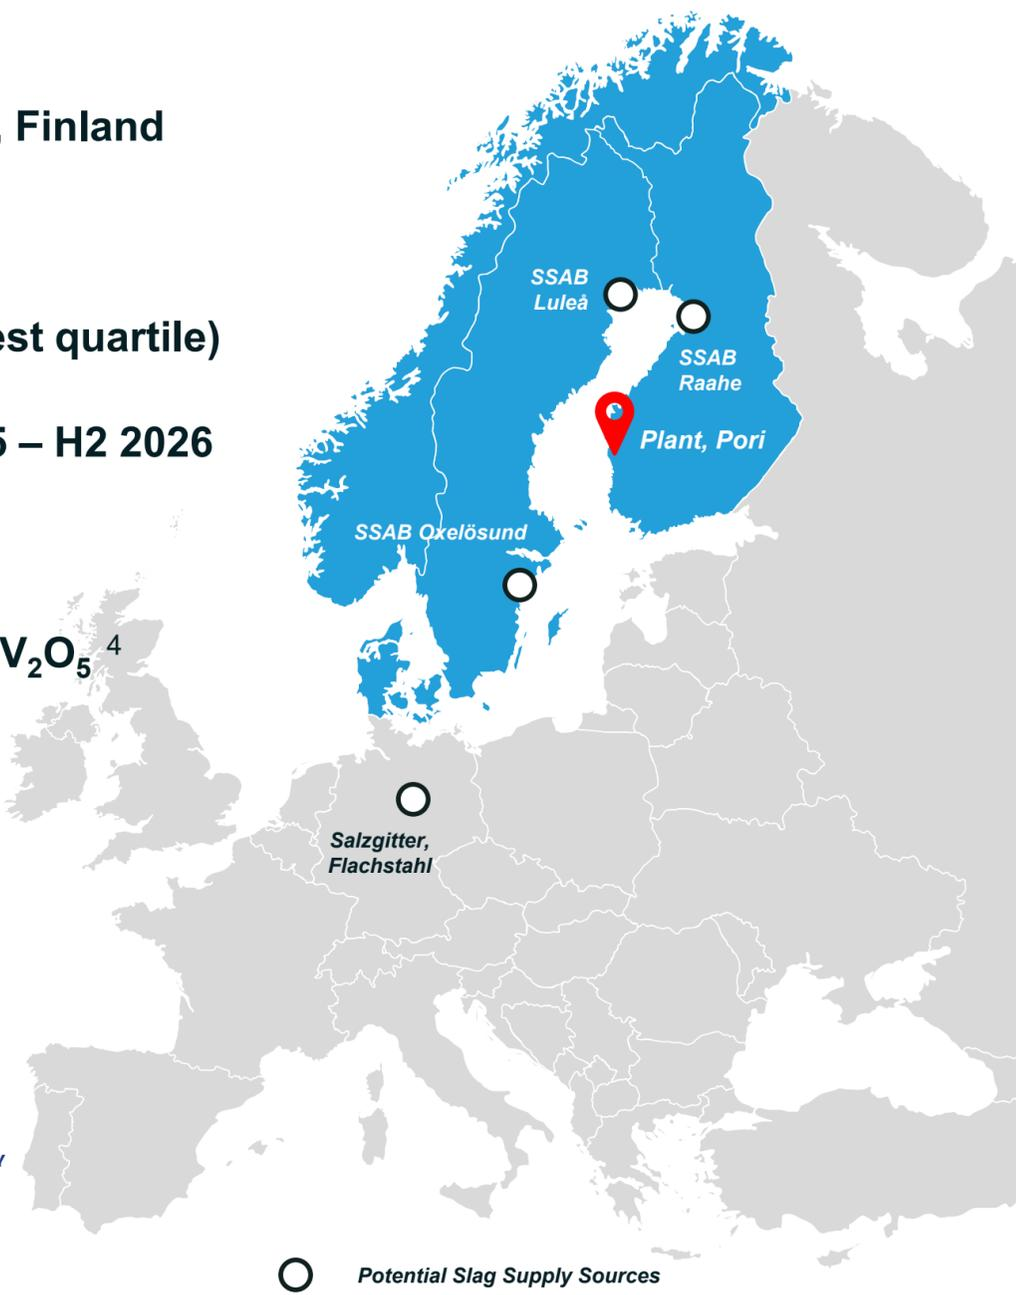 , Finland
est quartile)
5 – H2 2026
V₂O₅ ⁴
SSAB
Luleå
SSAB
Raahe
Plant, Pori
SSAB Oxelösund
Salzgitter,
Flachstahl
Y
Potential Slag Supply Sources